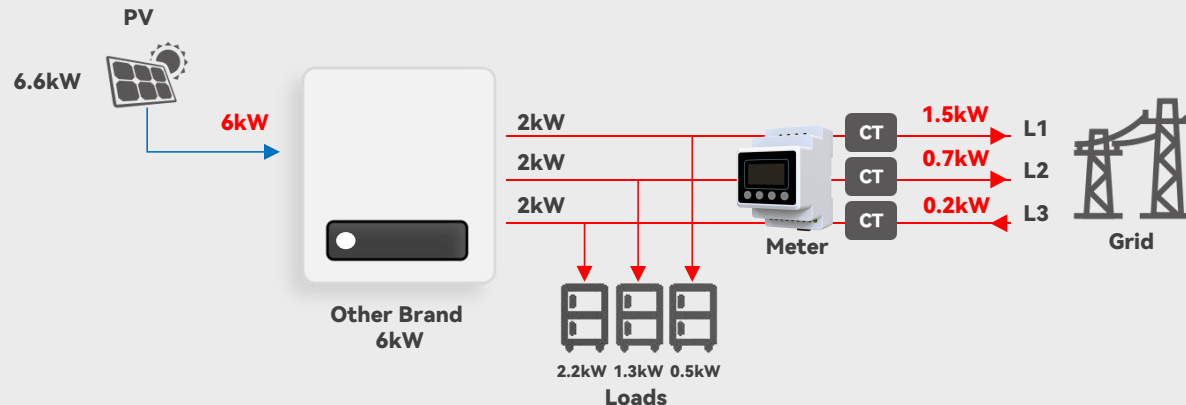 PV
6.6kW
6kW
Other Brand
6kW
2kW
2kW
2kW
Meter
CT
CT
CT
1.5kW
0.7kW
0.2kW
L1
L2
L3
Grid
2.2kW 1.3kW 0.5kW
Loads